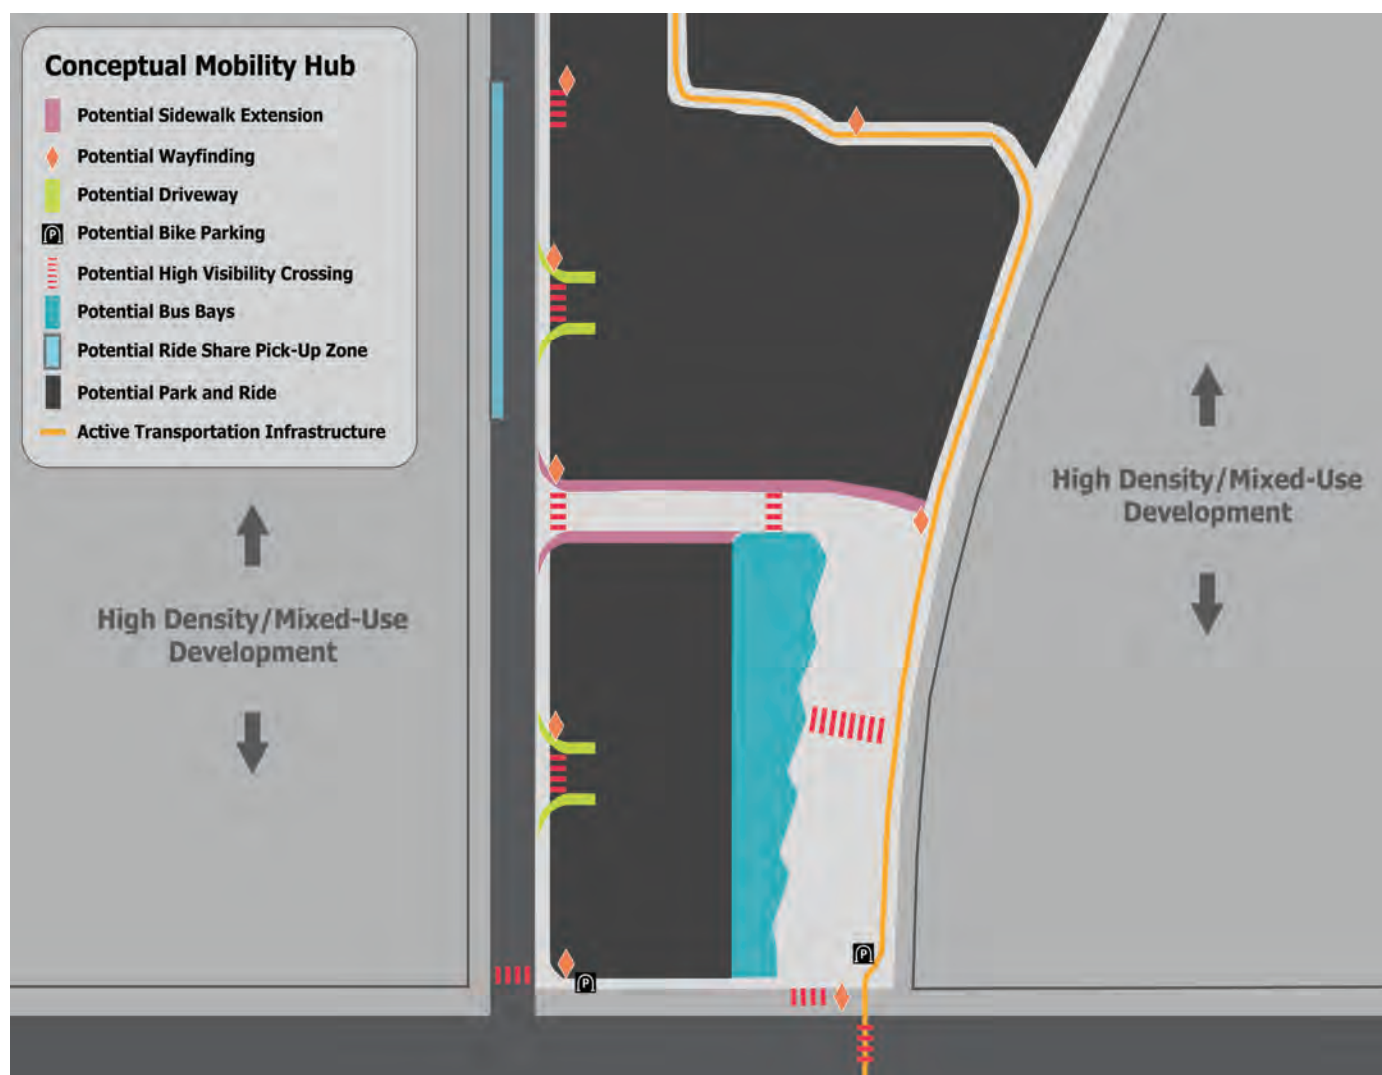 Conceptual Mobility Hub
Potential Sidewalk Extension
Potential Wayfinding
Potential Driveway
P Potential Bike Parking
Potential High Visibility Crossing
Potential Bus Bays
Potential Ride Share Pick-Up Zone
Potential Park and Ride
Active Transportation Infrastructure
High Density/Mixed-Use
Development
High Density/Mixed-Use
Development
P
P